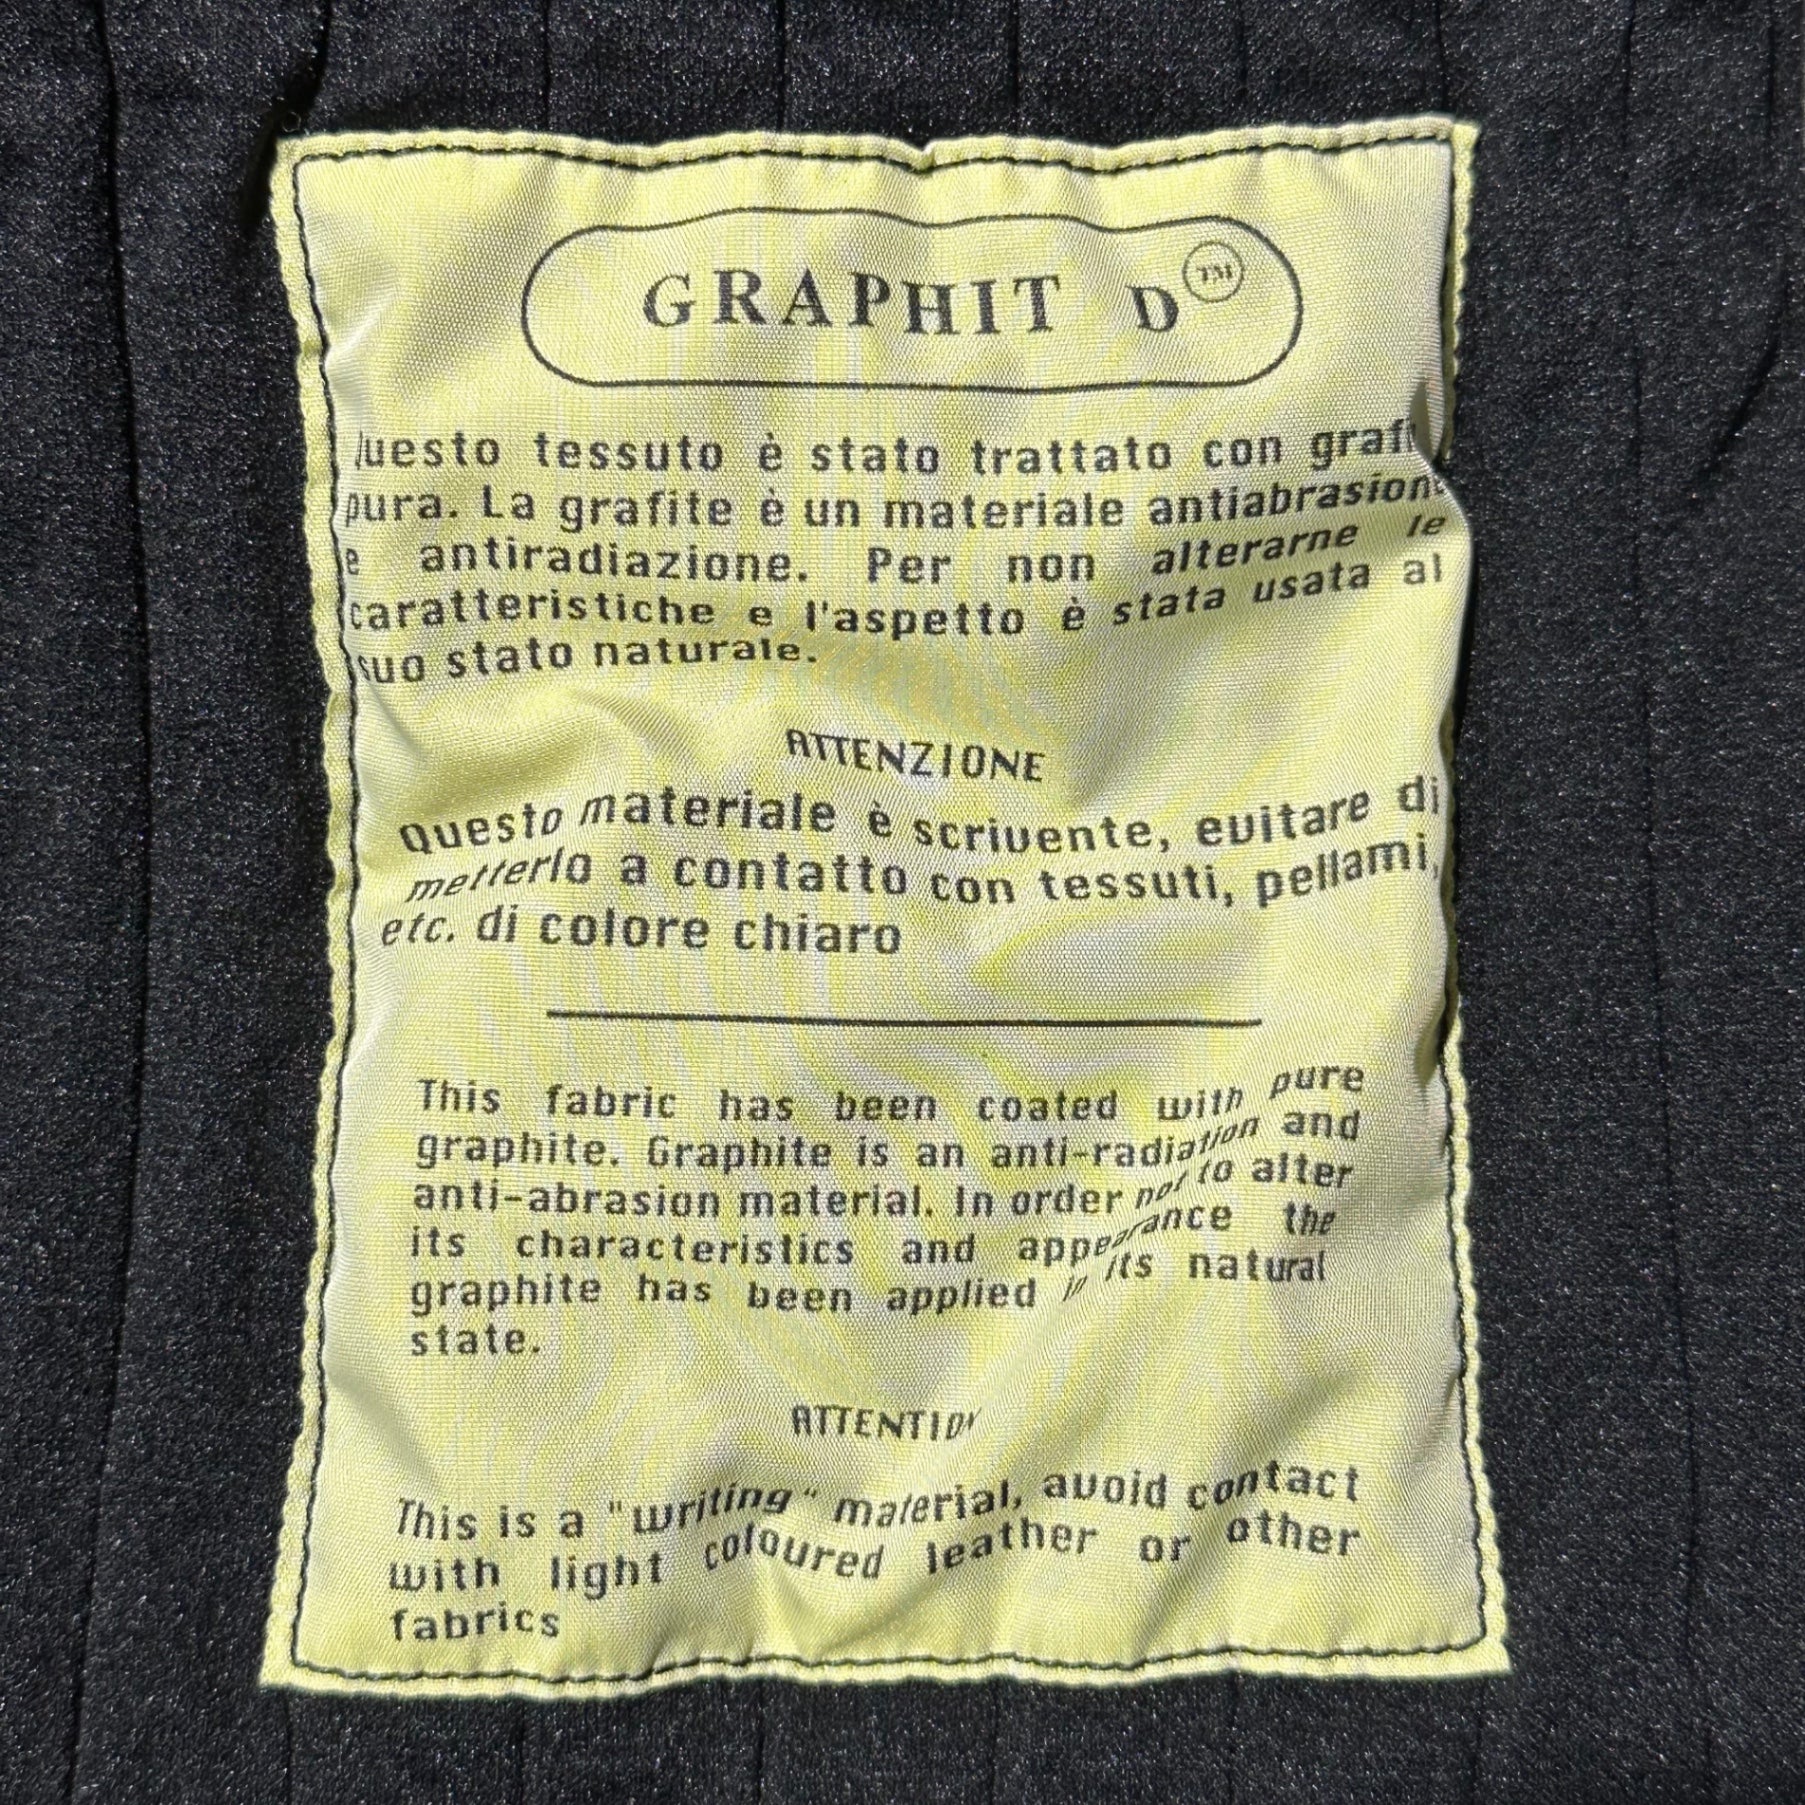 GRAPHIT D™
Questo tessuto è stato trattato con
pura. La grafite è un materiale antiabrasione
e antiradiazione. Per non alterarne le
caratteristiche e l'aspetto è stata usata al
suo stato naturale.
ATTENZIONE
Questo materiale è scrivente, evitare di
metterlo a contatto con tessuti, pellami,
etc. di colore chiaro
This fabric has been coated with pure
graphite. Graphite is an anti-radiation and
anti-abrasion material. In order not to alter
its characteristics and appearance the
graphite has been applied in its natural
state.
ATTENTION
This is a "writing" material, avoid contact
with light coloured leather or other
fabrics